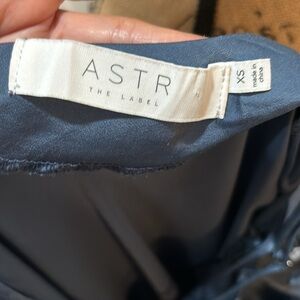 ASTR
THE LABEL
XS
made in
china